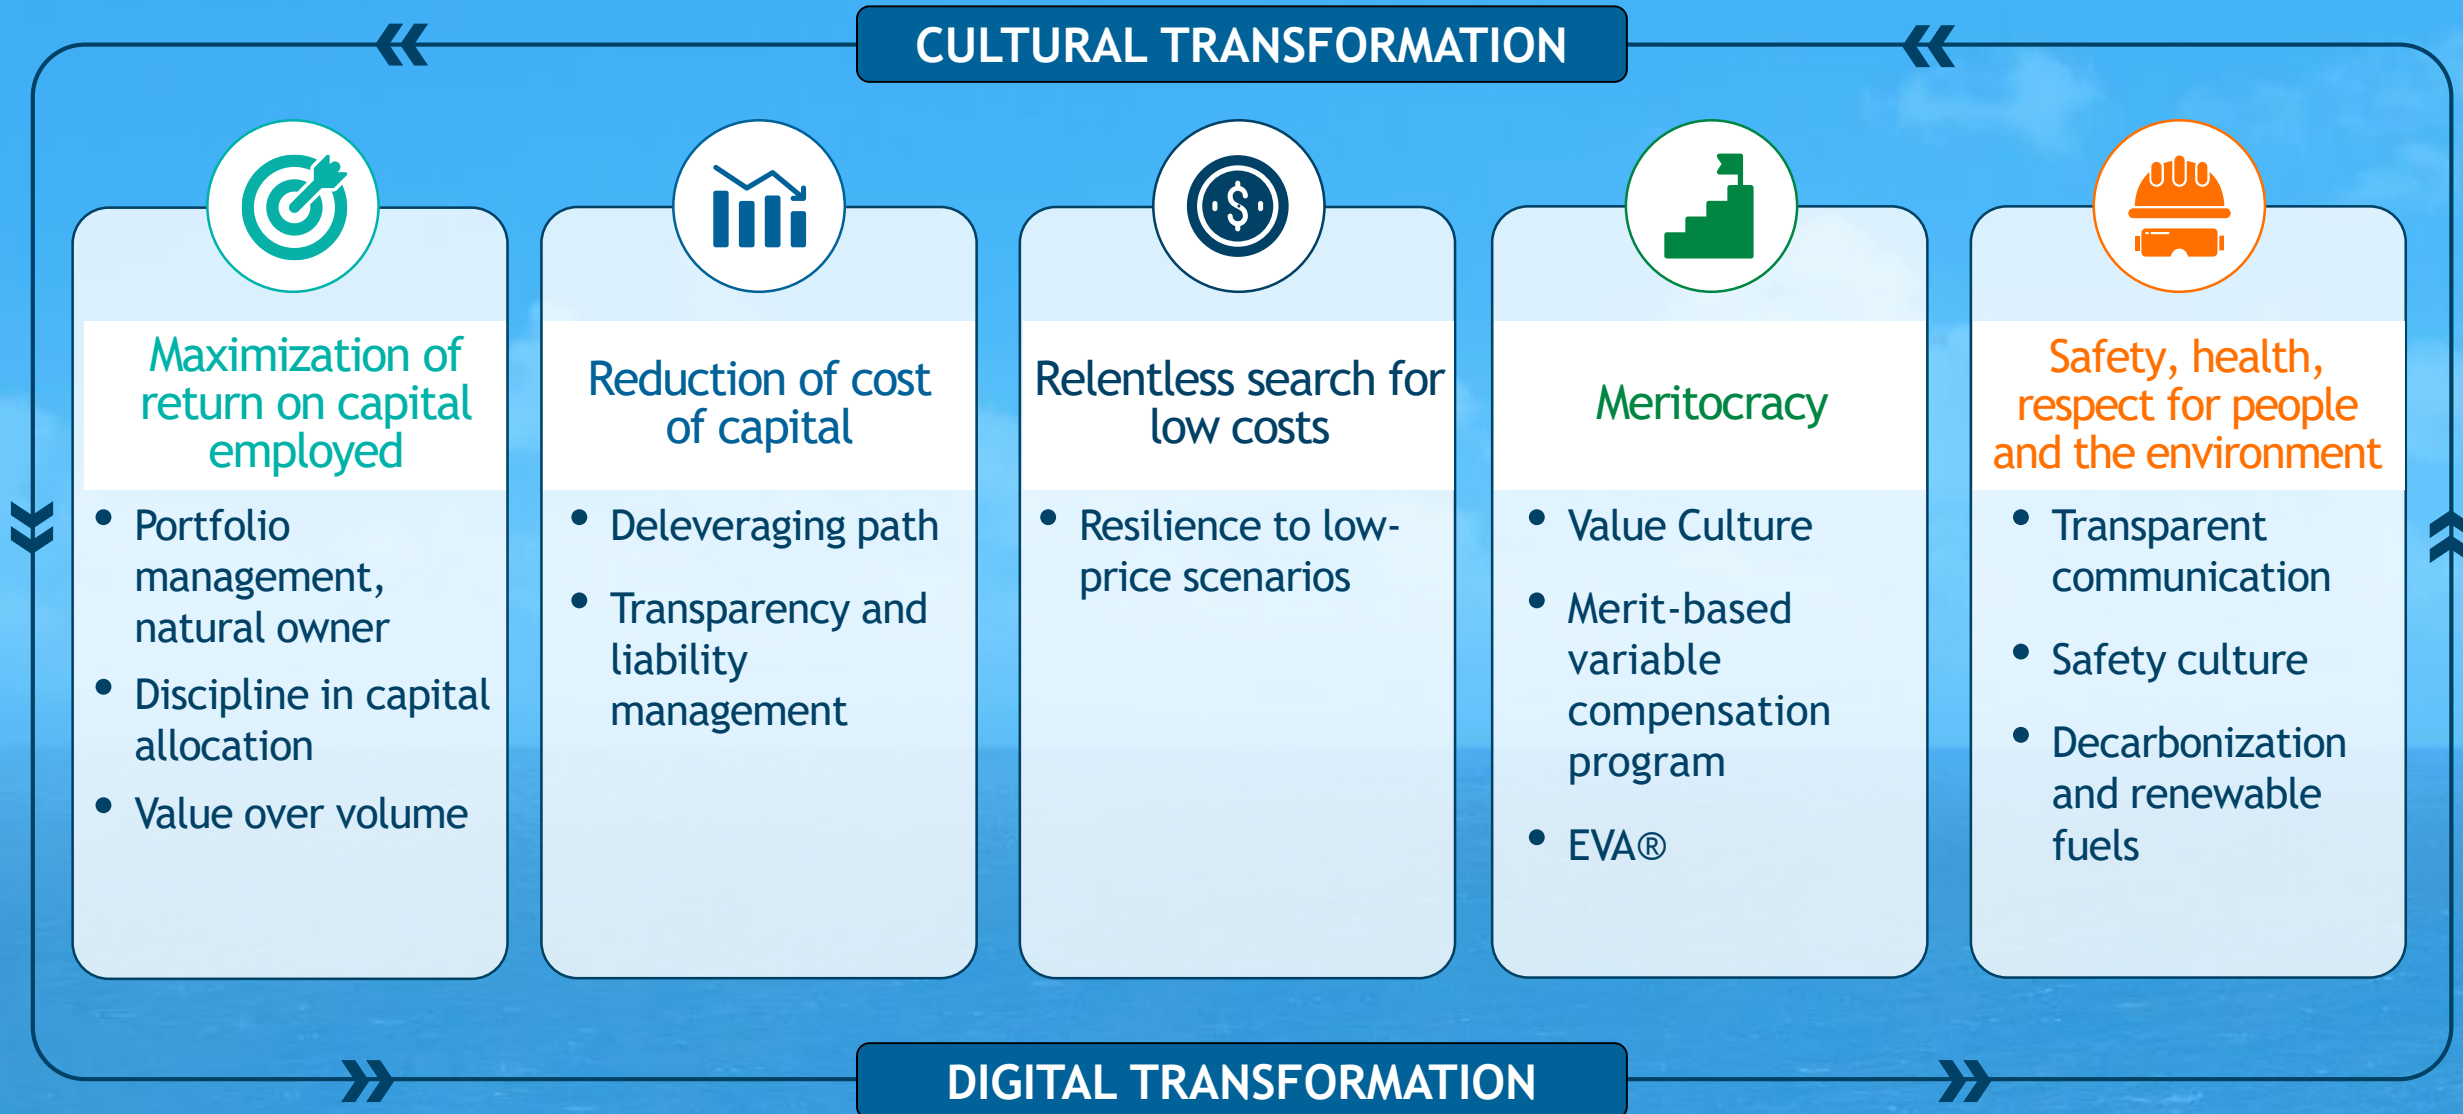 CULTURAL TRANSFORMATION
Maximization of
return on capital
employed
• Portfolio
management,
natural owner
• Discipline in capital
allocation
• Value over volume
Reduction of cost
of capital
• Deleveraging path
• Transparency and
liability
management
Relentless search for
low costs
• Resilience to low-
price scenarios
Meritocracy
• Value Culture
• Merit-based
variable
compensation
program
• EVA®
Safety, health,
respect for people
and the environment
• Transparent
communication
• Safety culture
• Decarbonization
and renewable
fuels
DIGITAL TRANSFORMATION